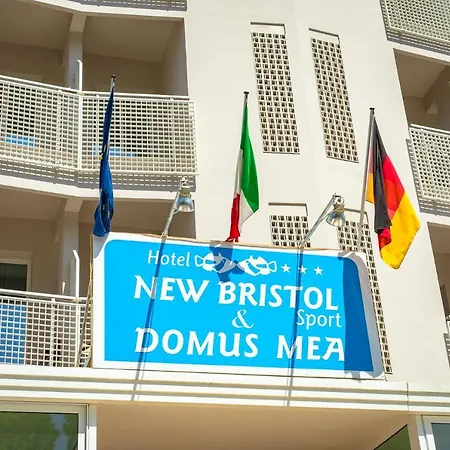 Hotel ★★★
NEW BRISTOL
Sport
&
DOMUS MEA